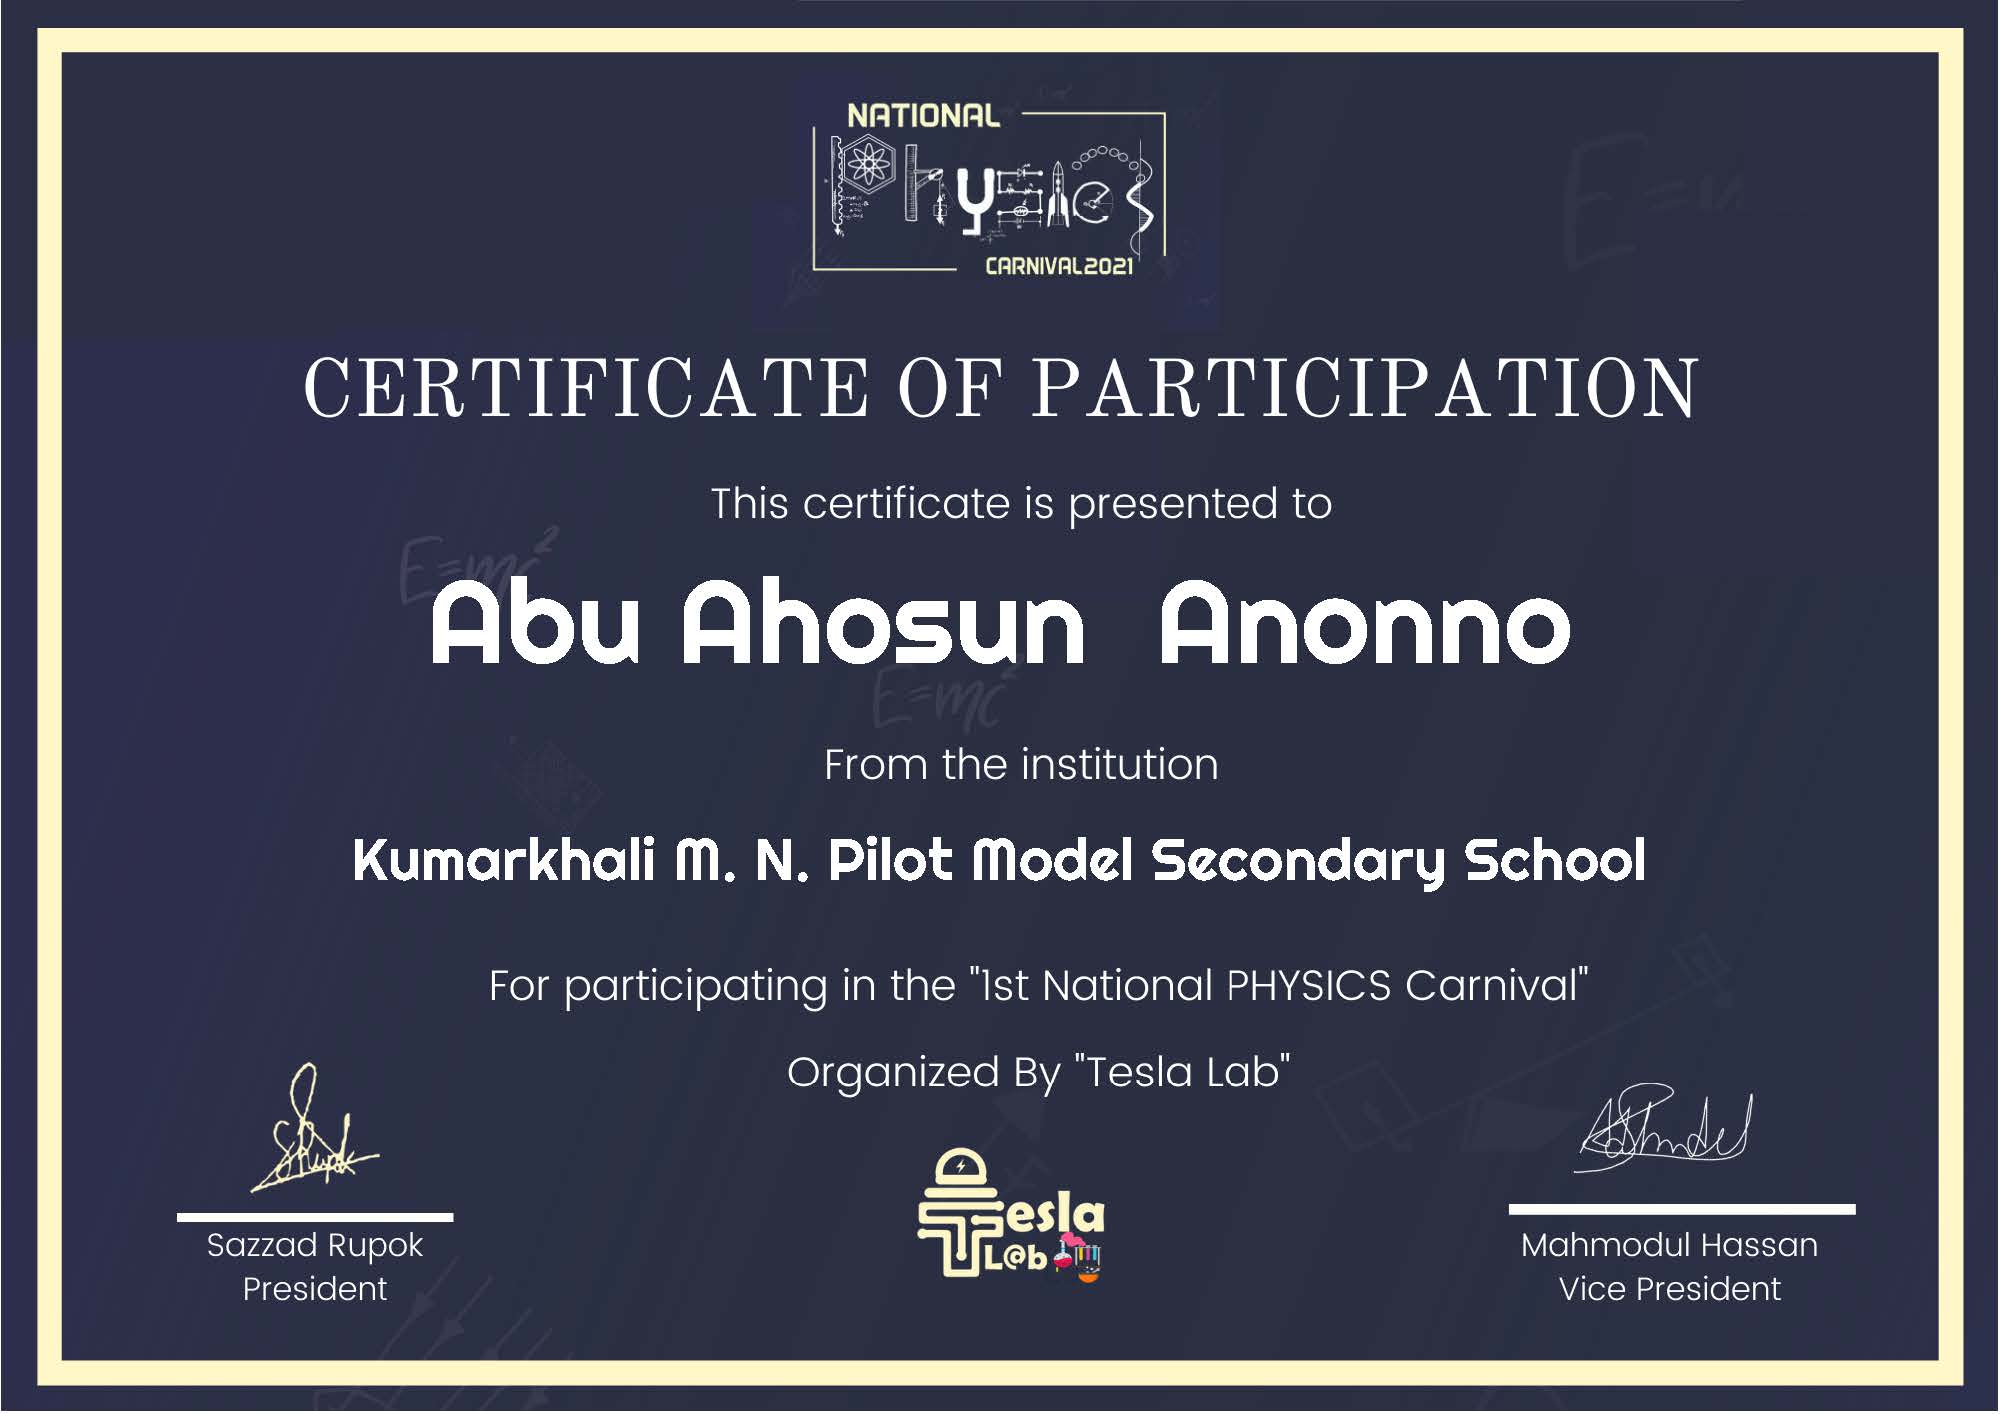 NATIONAL
Physics
CARNIVAL2021
CERTIFICATE OF PARTICIPATION
This certificate is presented to
E=mc²
Abu Ahosun Anonno
E=mc²
From the institution
Kumarkhali M. N. Pilot Model Secondary School
For participating in the "1st National PHYSICS Carnival"
Organized By "Tesla Lab"
Tesla
L@b
Sazzad Rupok
President
Mahmodul Hassan
Vice President